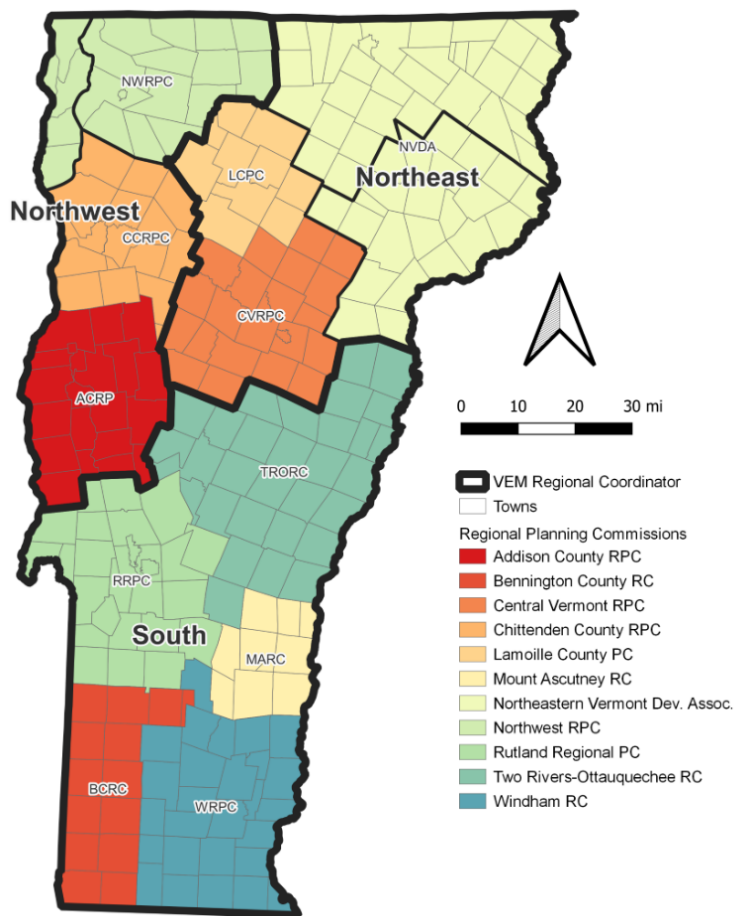 NWRPC
NVDA
LCPC
Northeast
Northwest
CCRPC
CVRPC
ACRP
TRORC
RRPC
South
MARC
BCRC
WRPC
0 10 20 30 mi
VEM Regional Coordinator
Towns
Regional Planning Commissions
Addison County RPC
Bennington County RC
Central Vermont RPC
Chittenden County RPC
Lamoille County PC
Mount Ascutney RC
Northeastern Vermont Dev. Assoc.
Northwest RPC
Rutland Regional PC
Two Rivers-Ottauquechee RC
Windham RC